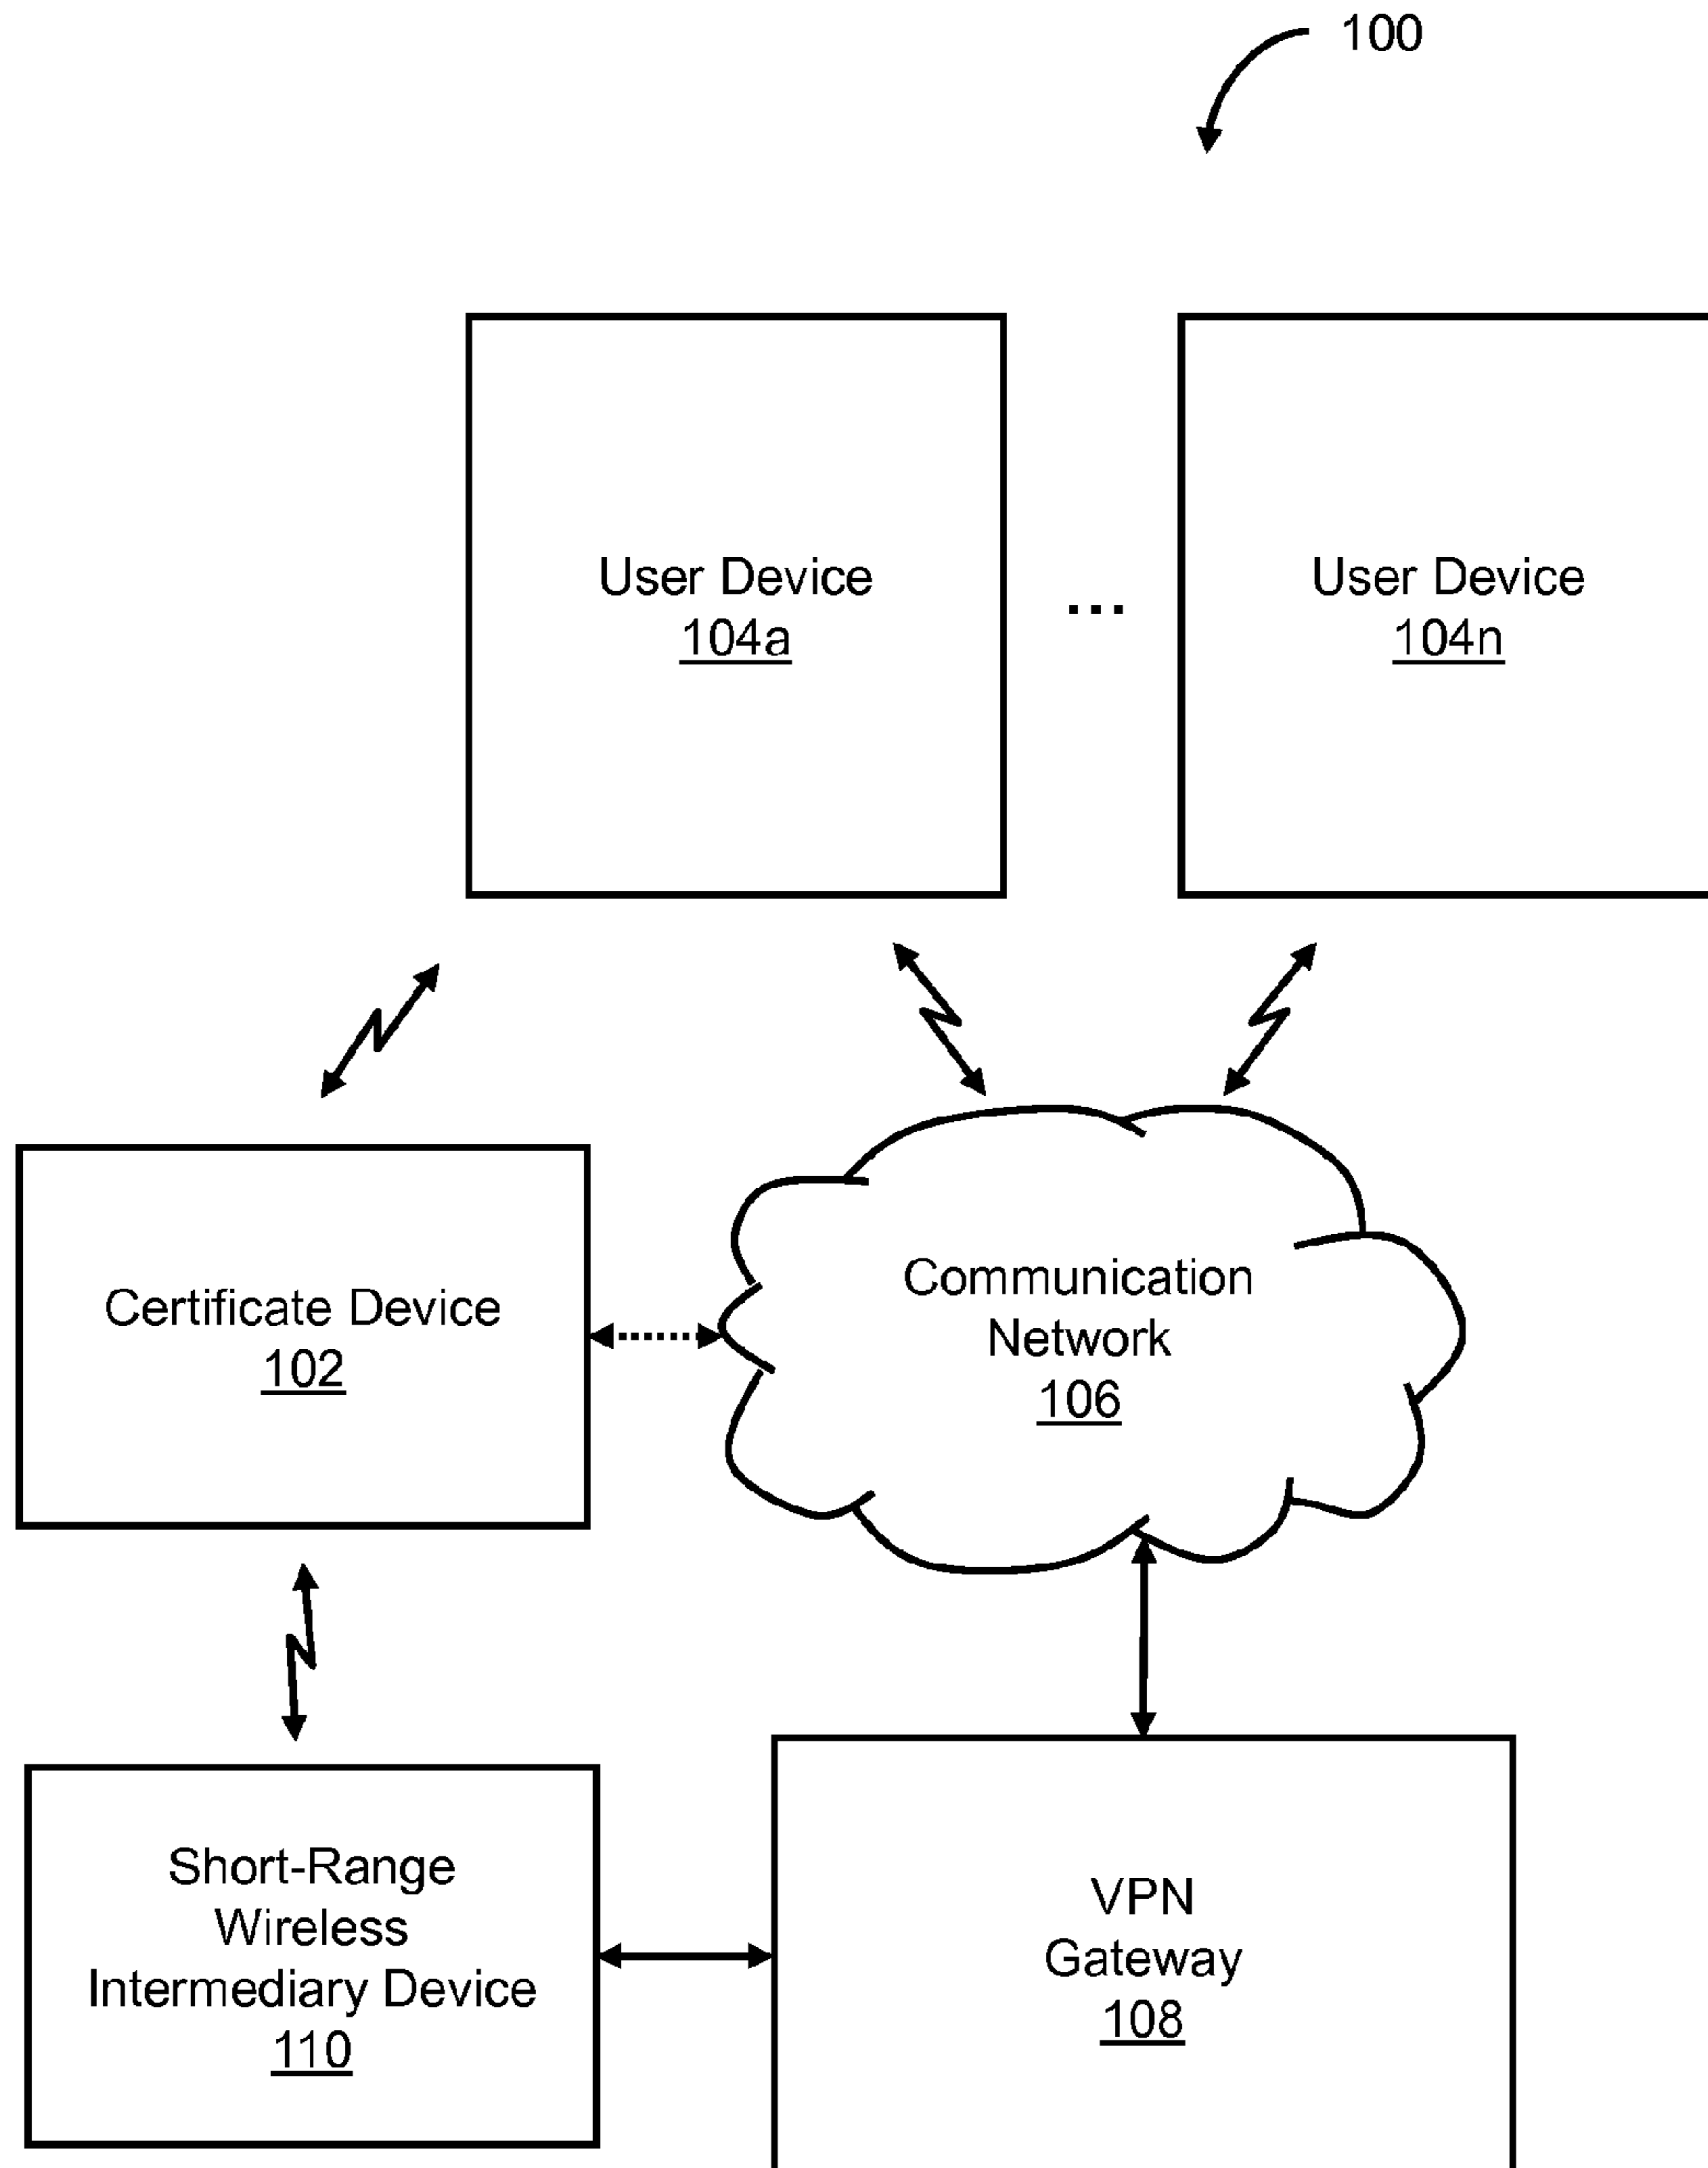 100
User Device
104a
...
User Device
104n
Certificate Device
102
Communication
Network
106
Short-Range
Wireless
Intermediary Device
110
VPN
Gateway
108